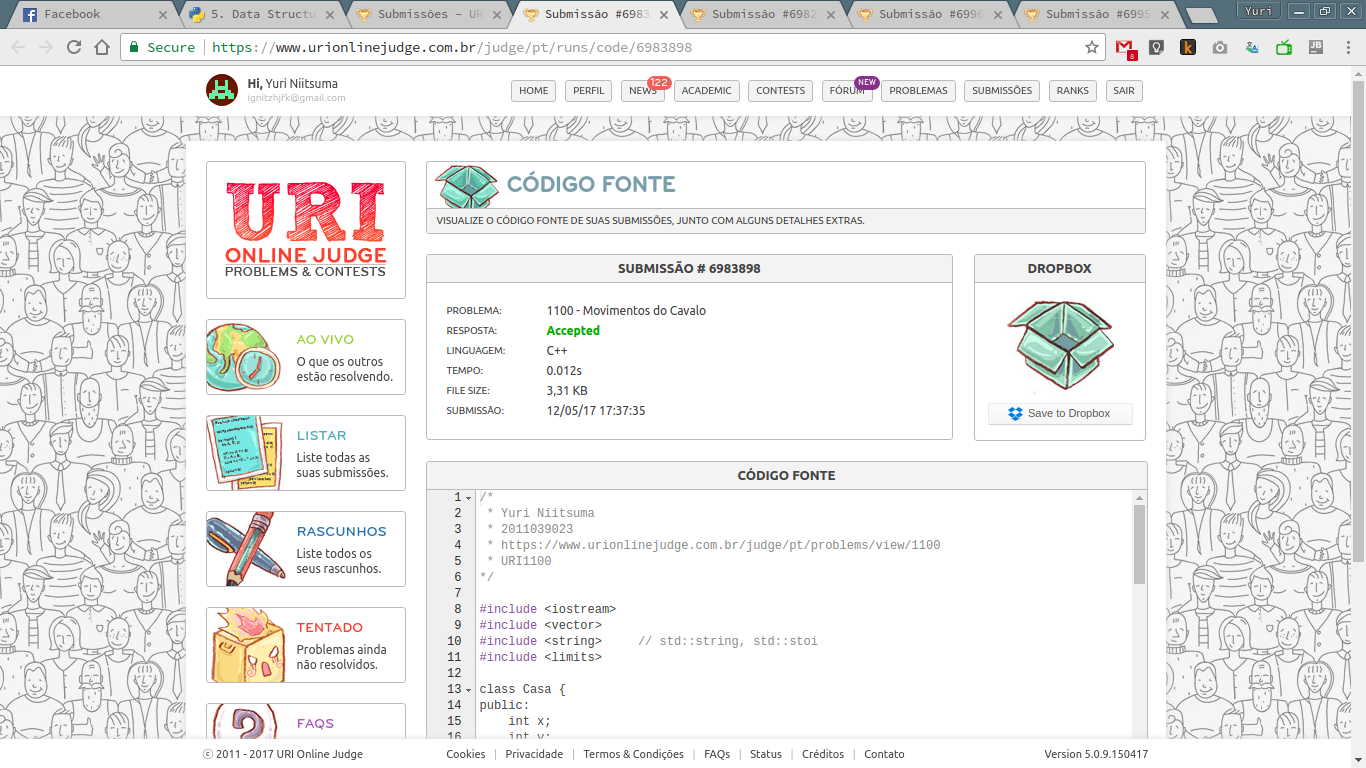 Facebook
5. Data Structu
Submissões - UR
Submissão #6983
Submissão #6982
Submissão #6996
Submissão #6995
Yuri
Secure
https://www.urionlinejudge.com.br/judge/pt/runs/code/6983898
8
Hi, Yuri Niitsuma
ignitzhjfk@gmail.com
HOME
PERFIL
NEWS
122
ACADEMIC
CONTESTS
FÓRUM
NEW
PROBLEMAS
SUBMISSÕES
RANKS
SAIR
URI
ONLINE JUDGE
PROBLEMS & CONTESTS
CÓDIGO FONTE
VISUALIZE O CÓDIGO FONTE DE SUAS SUBMISSÕES, JUNTO COM ALGUNS DETALHES EXTRAS.
SUBMISSÃO # 6983898
PROBLEMA: 1100 - Movimentos do Cavalo
RESPOSTA: Accepted
LINGUAGEM: C++
TEMPO: 0.012s
FILE SIZE: 3,31 KB
SUBMISSÃO: 12/05/17 17:37:35
DROPBOX
Save to Dropbox
AO VIVO
O que os outros
estão resolvendo.
LISTAR
Liste todas as
suas submissões.
RASCUNHOS
Liste todos os
seus rascunhos.
TENTADO
Problemas ainda
não resolvidos.
FAQS
CÓDIGO FONTE
1 /*
2 * Yuri Niitsuma
3 * 2011039023
4 * https://www.urionlinejudge.com.br/judge/pt/problems/view/1100
5 * URI1100
6 */
7
8 #include <iostream>
9 #include <vector>
10 #include <string> // std::string, std::stoi
11 #include <limits>
12
13 class Casa {
14 public:
15 int x;
16 int y;
© 2011 - 2017 URI Online Judge
Cookies | Privacidade | Termos & Condições | FAQs | Status | Créditos | Contato
Version 5.0.9.150417